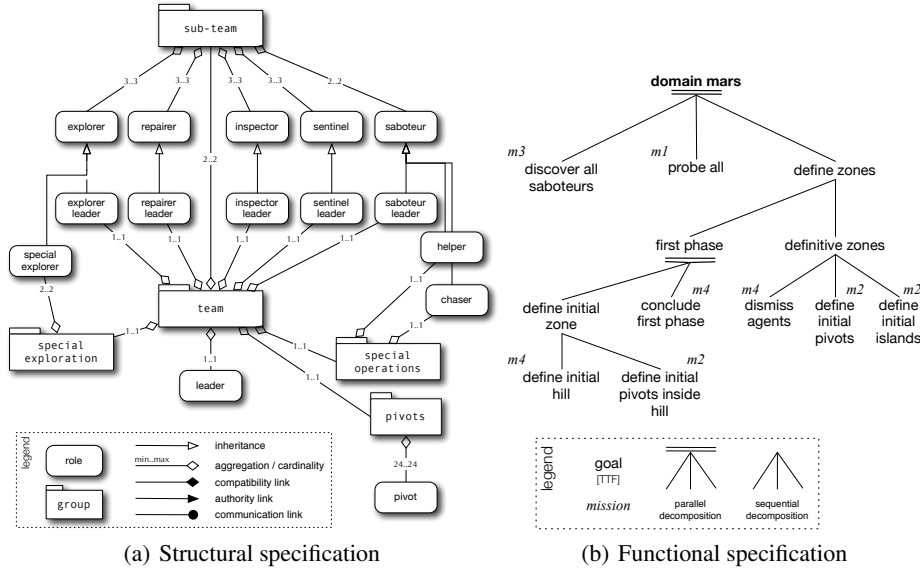 sub-team
3..3
3..3
3..3
3..3
2..2
explorer
repairer
inspector
sentinel
saboteur
2..2
explorer
leader
repairer
leader
inspector
leader
sentinel
leader
saboteur
leader
1..1
1..1
1..1
1..1
1..1
special
explorer
helper
chaser
2..2
team
1..1
1..1
1..1
1..1
1..1
1..1
special
exploration
special
operations
leader
pivots
24..24
pivot
legend
role
group
inheritance
min..max
aggregation / cardinality
compatibility link
authority link
communication link
(a) Structural specification
domain mars
m3
discover all
saboteurs
m1
probe all
define zones
first phase
definitive zones
define initial
zone
m4
conclude
first phase
m4
dismiss
agents
m2
define
initial
pivots
m2
define
initial
islands
m4
define initial
hill
m2
define initial
pivots inside
hill
legend
goal
[TTF]
mission
parallel
decomposition
sequential
decomposition
(b) Functional specification